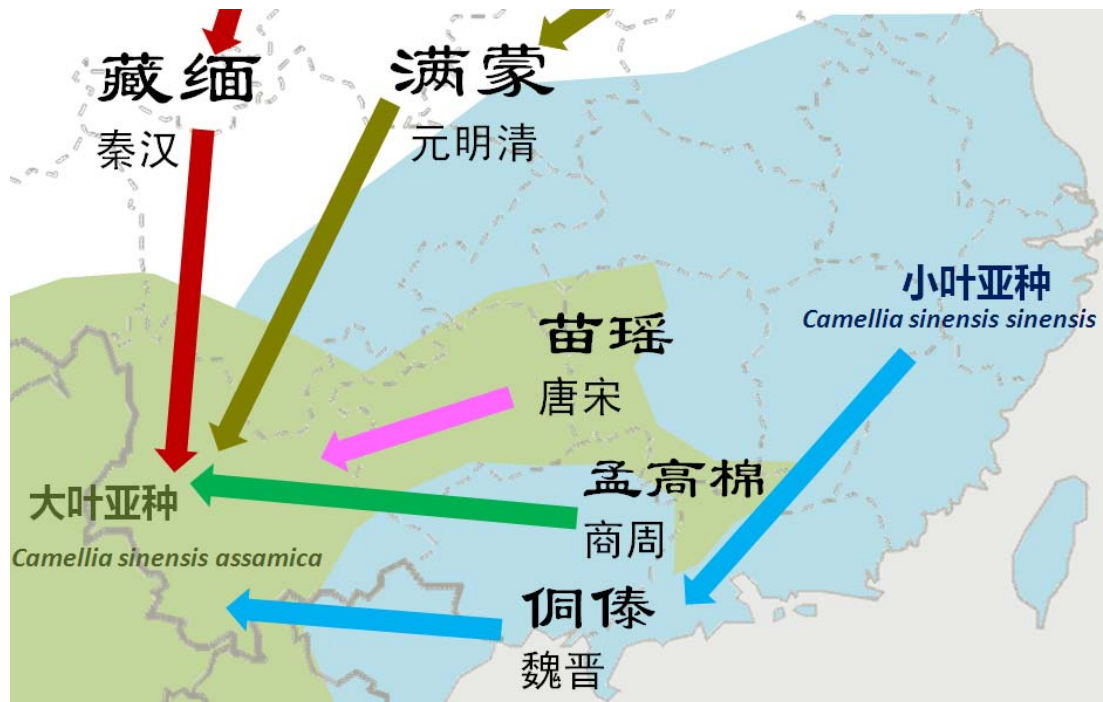 藏缅
秦汉
满蒙
元明清
小叶亚种
Camellia sinensis sinensis
苗瑶
唐宋
孟高棉
商周
大叶亚种
Camellia sinensis assamica
侗傣
魏晋